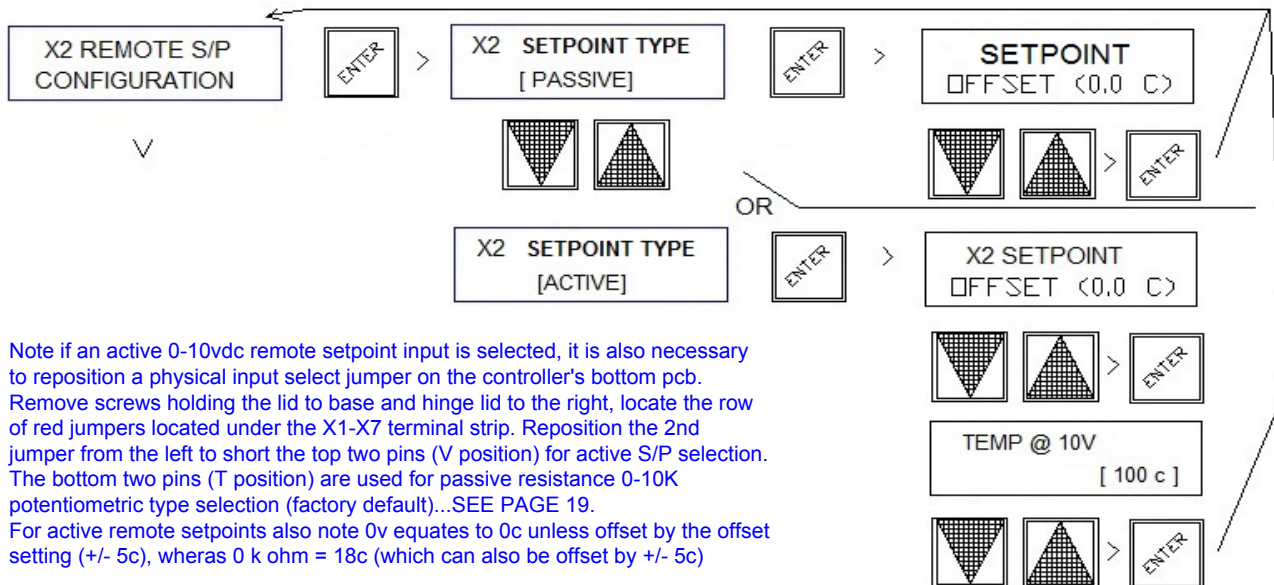 X2 REMOTE S/P
CONFIGURATION
ENTER
>
X2 SETPOINT TYPE
[ PASSIVE]
ENTER
>
SETPOINT
OFFSET (0.0 C)
>
ENTER
OR
X2 SETPOINT TYPE
[ACTIVE]
ENTER
>
X2 SETPOINT
OFFSET (0.0 C)
>
ENTER
TEMP @ 10V
[ 100 c ]
>
ENTER
Note if an active 0-10vdc remote setpoint input is selected, it is also necessary
to reposition a physical input select jumper on the controller's bottom pcb.
Remove screws holding the lid to base and hinge lid to the right, locate the row
of red jumpers located under the X1-X7 terminal strip. Reposition the 2nd
jumper from the left to short the top two pins (V position) for active S/P selection.
The bottom two pins (T position) are used for passive resistance 0-10K
potentiometric type selection (factory default)...SEE PAGE 19.
For active remote setpoints also note 0v equates to 0c unless offset by the offset
setting (+/- 5c), wheras 0 k ohm = 18c (which can also be offset by +/- 5c)